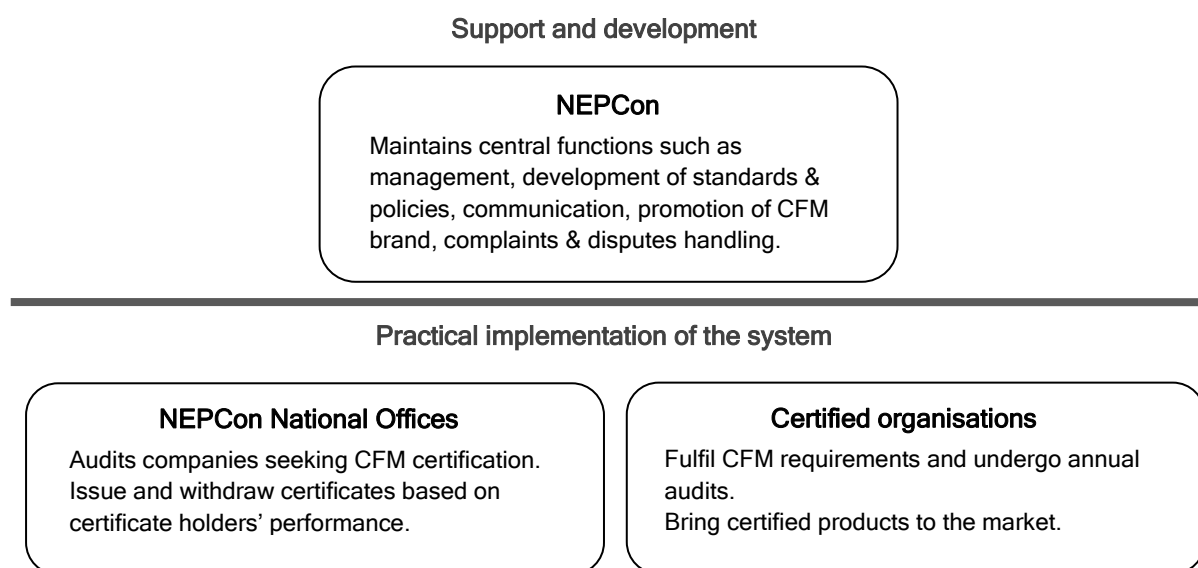 Support and development
NEPCon
Maintains central functions such as
management, development of standards &
policies, communication, promotion of CFM
brand, complaints & disputes handling.
Practical implementation of the system
NEPCon National Offices
Audits companies seeking CFM certification.
Issue and withdraw certificates based on
certificate holders’ performance.
Certified organisations
Fulfil CFM requirements and undergo annual
audits.
Bring certified products to the market.